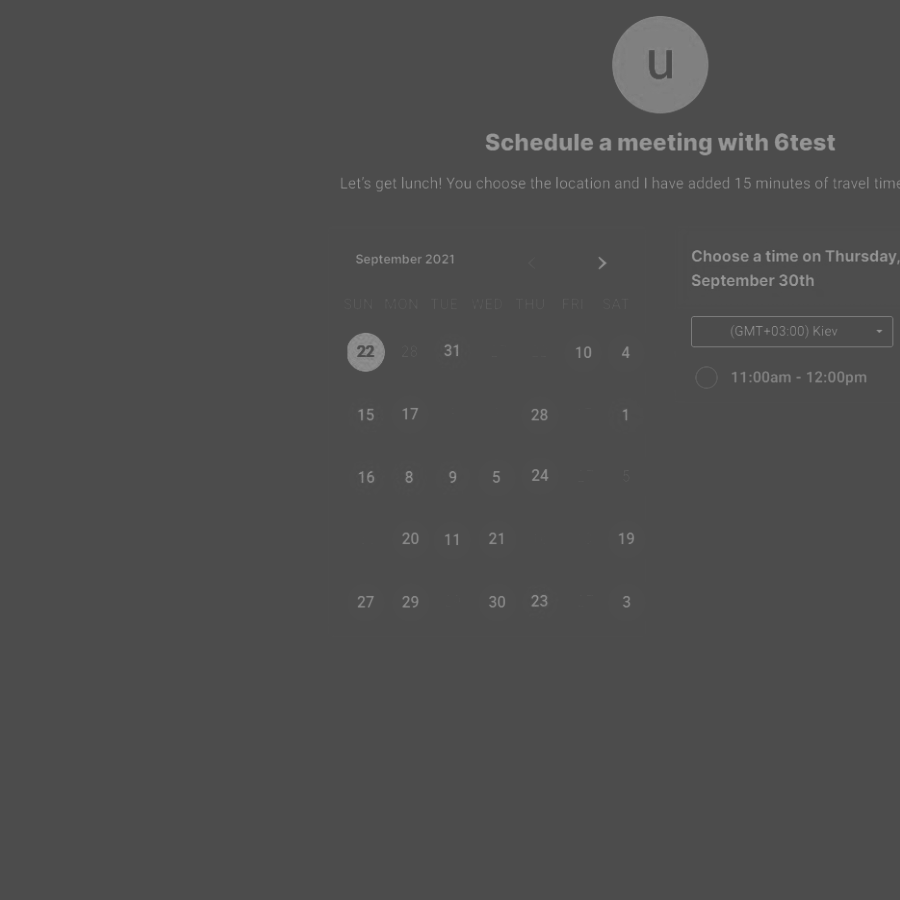 u
Schedule a meeting with 6test
Let's get lunch! You choose the location and I have added 15 minutes of travel time
September 2021
Choose a time on Thursday,
September 30th
SUN MON TUE WED THU FRI SAT
(GMT+03:00) Kiev
22 28 31 10 4
11:00am - 12:00pm
15 17 28 1
16 8 9 5 24 5
20 11 21 19
27 29 30 23 3